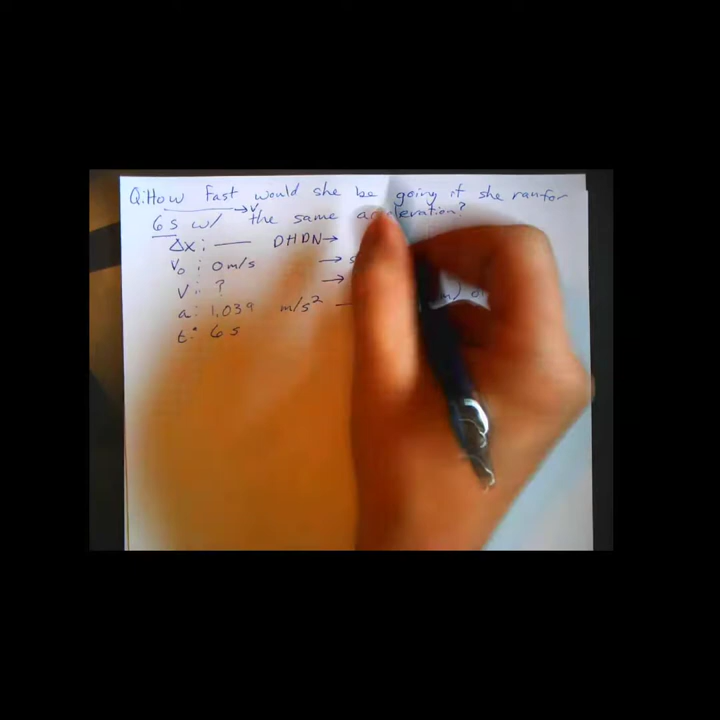 Q: How Fast would she be going if she ran for
→ v
6s w/ the same acceleration?
Δx: — DHDN →
V₀: 0 m/s → s
V: ? →
a: 1.039 m/s² —
t: 6 s